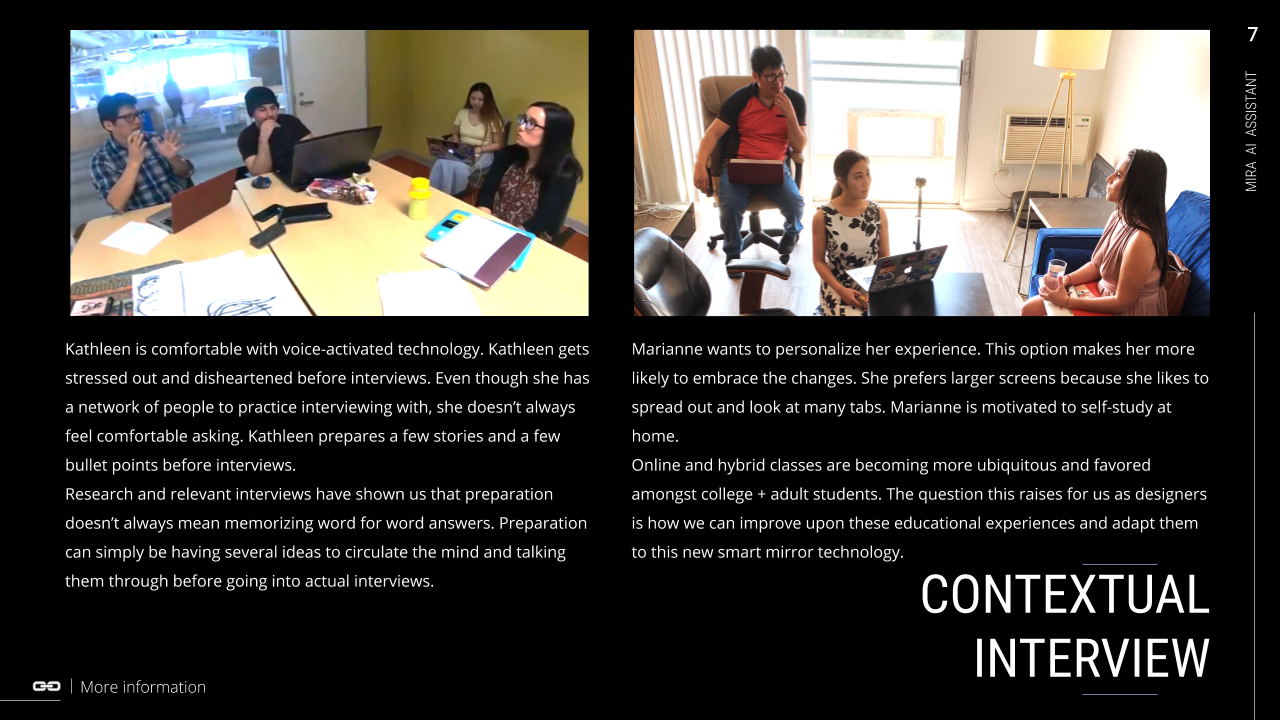 7
MIRA AI ASSISTANT
Kathleen is comfortable with voice-activated technology. Kathleen gets
stressed out and disheartened before interviews. Even though she has
a network of people to practice interviewing with, she doesn’t always
feel comfortable asking. Kathleen prepares a few stories and a few
bullet points before interviews.
Research and relevant interviews have shown us that preparation
doesn’t always mean memorizing word for word answers. Preparation
can simply be having several ideas to circulate the mind and talking
them through before going into actual interviews.
Marianne wants to personalize her experience. This option makes her more
likely to embrace the changes. She prefers larger screens because she likes to
spread out and look at many tabs. Marianne is motivated to self-study at
home.
Online and hybrid classes are becoming more ubiquitous and favored
amongst college + adult students. The question this raises for us as designers
is how we can improve upon these educational experiences and adapt them
to this new smart mirror technology.
CONTEXTUAL
INTERVIEW
More information